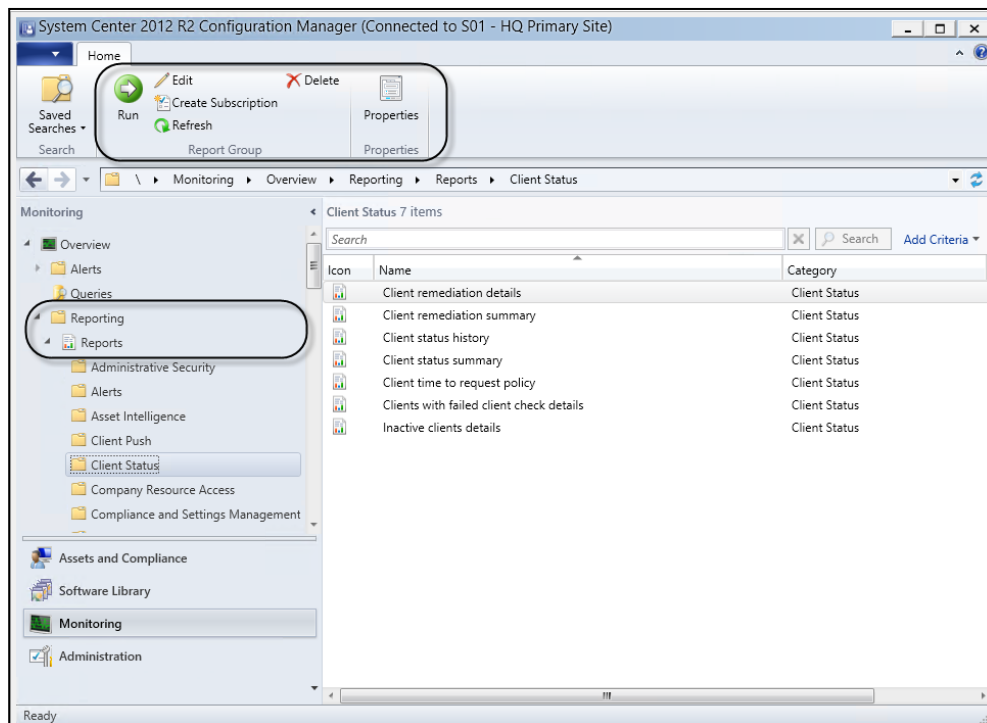 System Center 2012 R2 Configuration Manager (Connected to S01 - HQ Primary Site)
Home
Saved Searches
Search
Run
Edit
Create Subscription
Refresh
Delete
Report Group
Properties
Properties
\ Monitoring Overview Reporting Reports Client Status
Monitoring
Overview
Alerts
Queries
Reporting
Reports
Administrative Security
Alerts
Asset Intelligence
Client Push
Client Status
Company Resource Access
Compliance and Settings Management
Assets and Compliance
Software Library
Monitoring
Administration
Client Status 7 items
Search
Search
Add Criteria
Icon Name Category
Client remediation details Client Status
Client remediation summary Client Status
Client status history Client Status
Client status summary Client Status
Client time to request policy Client Status
Clients with failed client check details Client Status
Inactive clients details Client Status
Ready